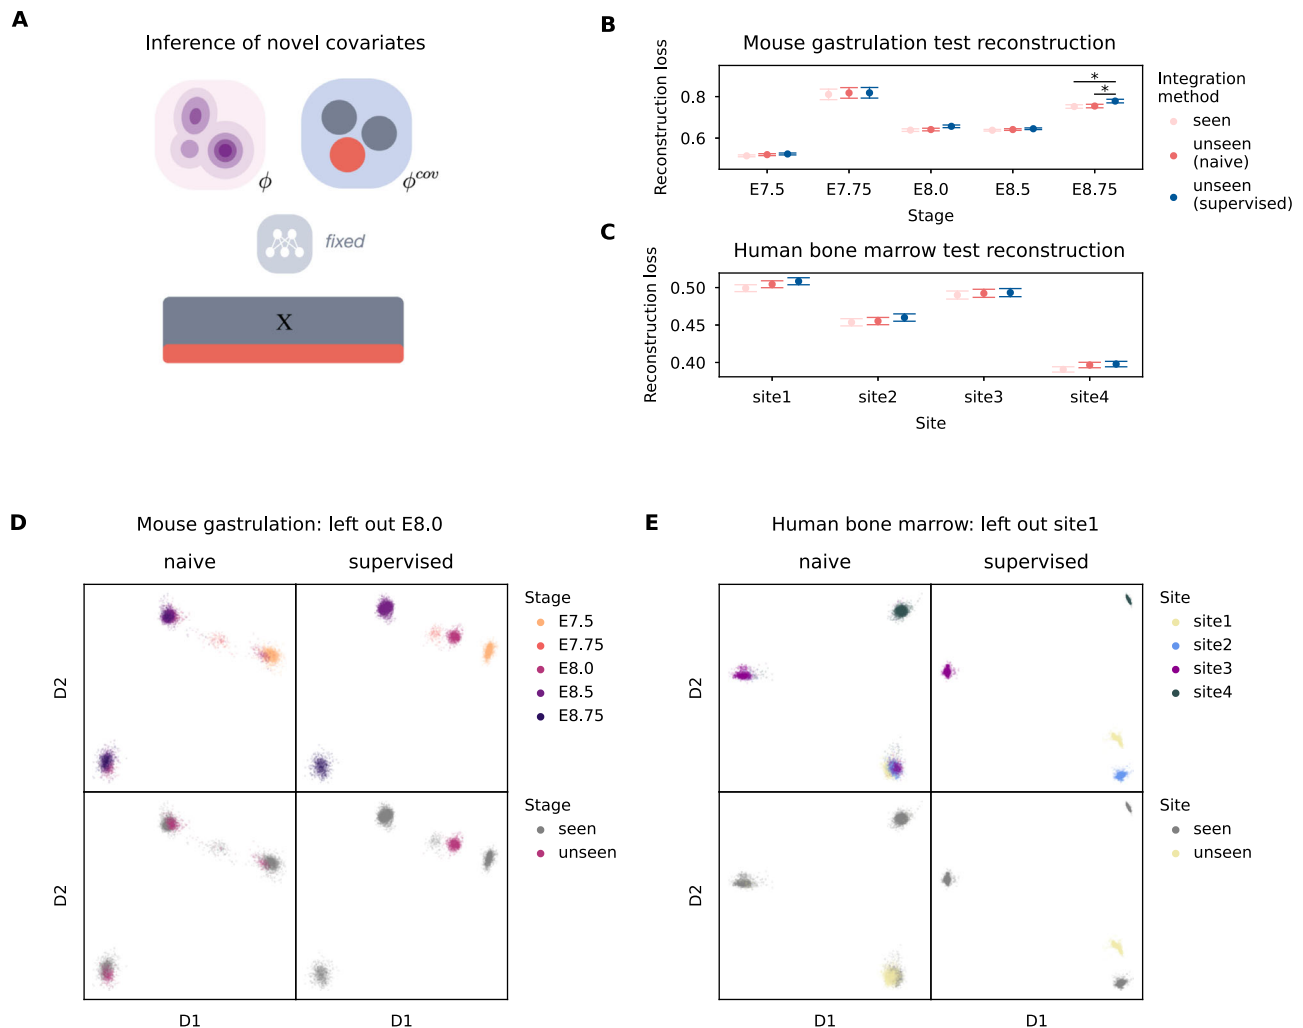 A
Inference of novel covariates
ϕ
ϕ^cov
fixed
X
B
Mouse gastrulation test reconstruction
Reconstruction loss
0.8
0.6
*
*
E7.5
E7.75
E8.0
E8.5
E8.75
Stage
Integration
method
seen
unseen
(naive)
unseen
(supervised)
C
Human bone marrow test reconstruction
Reconstruction loss
0.50
0.45
0.40
site1
site2
site3
site4
Site
D
Mouse gastrulation: left out E8.0
naive
supervised
D2
D2
D1
D1
Stage
E7.5
E7.75
E8.0
E8.5
E8.75
Stage
seen
unseen
E
Human bone marrow: left out site1
naive
supervised
D2
D2
D1
D1
Site
site1
site2
site3
site4
Site
seen
unseen